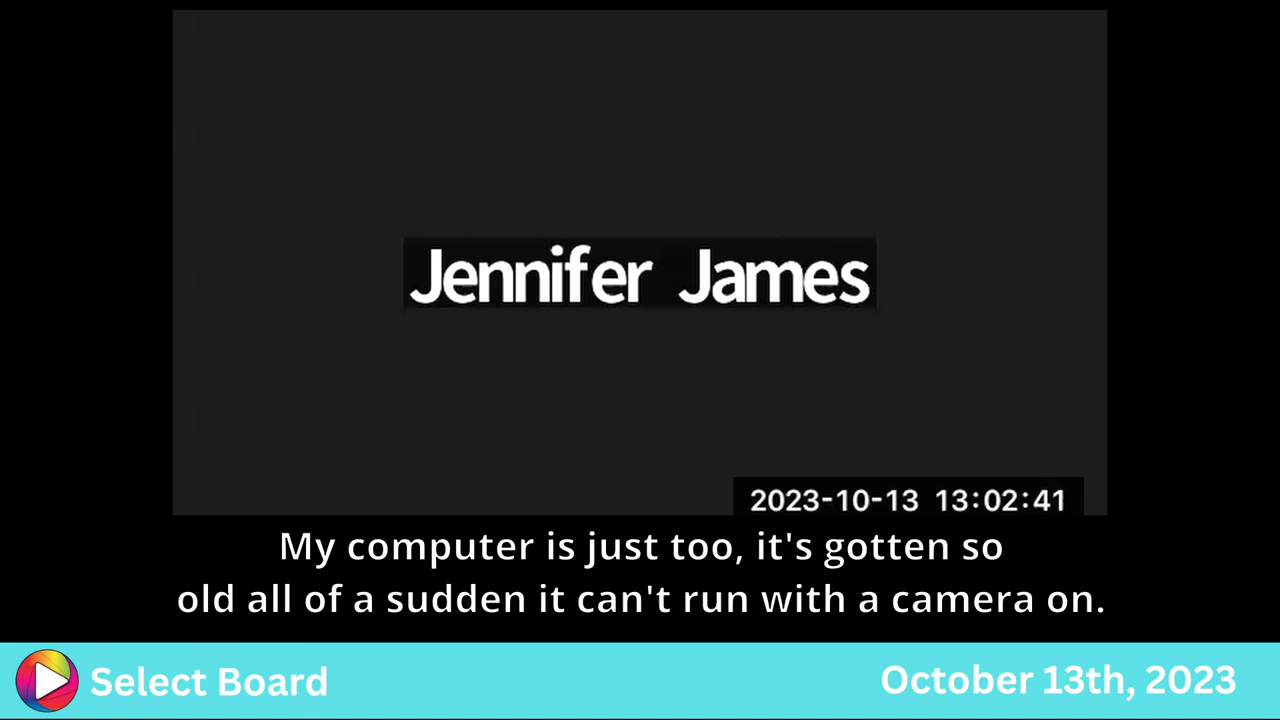 Jennifer James
2023-10-13 13:02:41
My computer is just too, it's gotten so
old all of a sudden it can't run with a camera on.
Select Board
October 13th, 2023